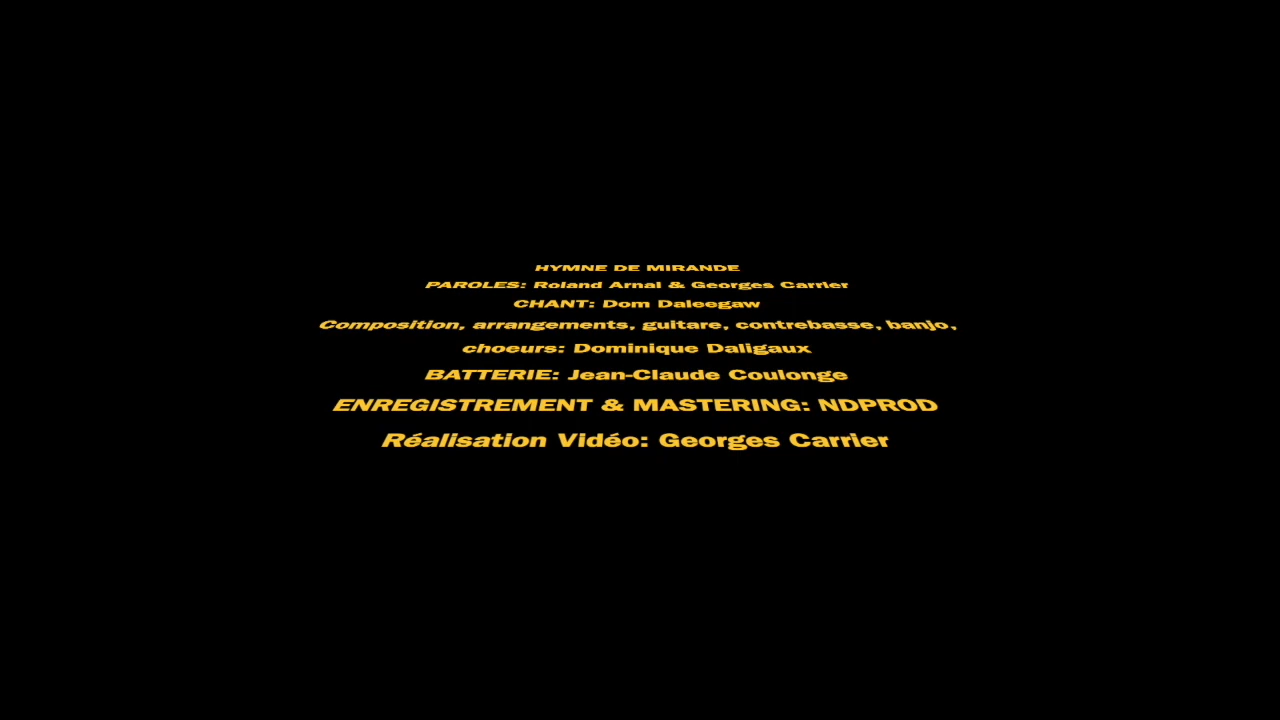 HYMNE DE MIRANDE
PAROLES: Roland Arnal & Georges Carrier
CHANT: Dom Daleegaw
Composition, arrangements, guitare, contrebasse, banjo,
choeurs: Dominique Daligaux
BATTERIE: Jean-Claude Coulonge
ENREGISTREMENT & MASTERING: NDPROD
Réalisation Vidéo: Georges Carrier